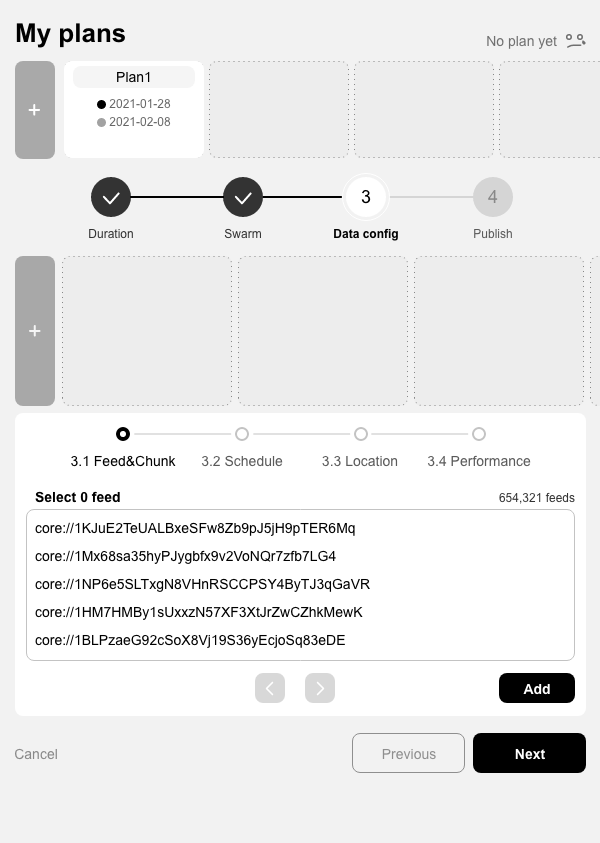 My plans
No plan yet
+
Plan1
2021-01-28
2021-02-08
3
4
Duration
Swarm
Data config
Publish
+
3.1 Feed&Chunk
3.2 Schedule
3.3 Location
3.4 Performance
Select 0 feed
654,321 feeds
core://1KJuE2TeUALBxeSFw8Zb9pJ5jH9pTER6Mq
core://1Mx68sa35hyPJygbfx9v2VoNQr7zfb7LG4
core://1NP6e5SLTxgN8VHnRSCCPSY4ByTJ3qGaVR
core://1HM7HMBy1sUxxzN57XF3XtJrZwCZhkMewK
core://1BLPzaeG92cSoX8Vj19S36yEcjoSq83eDE
Add
Cancel
Previous
Next